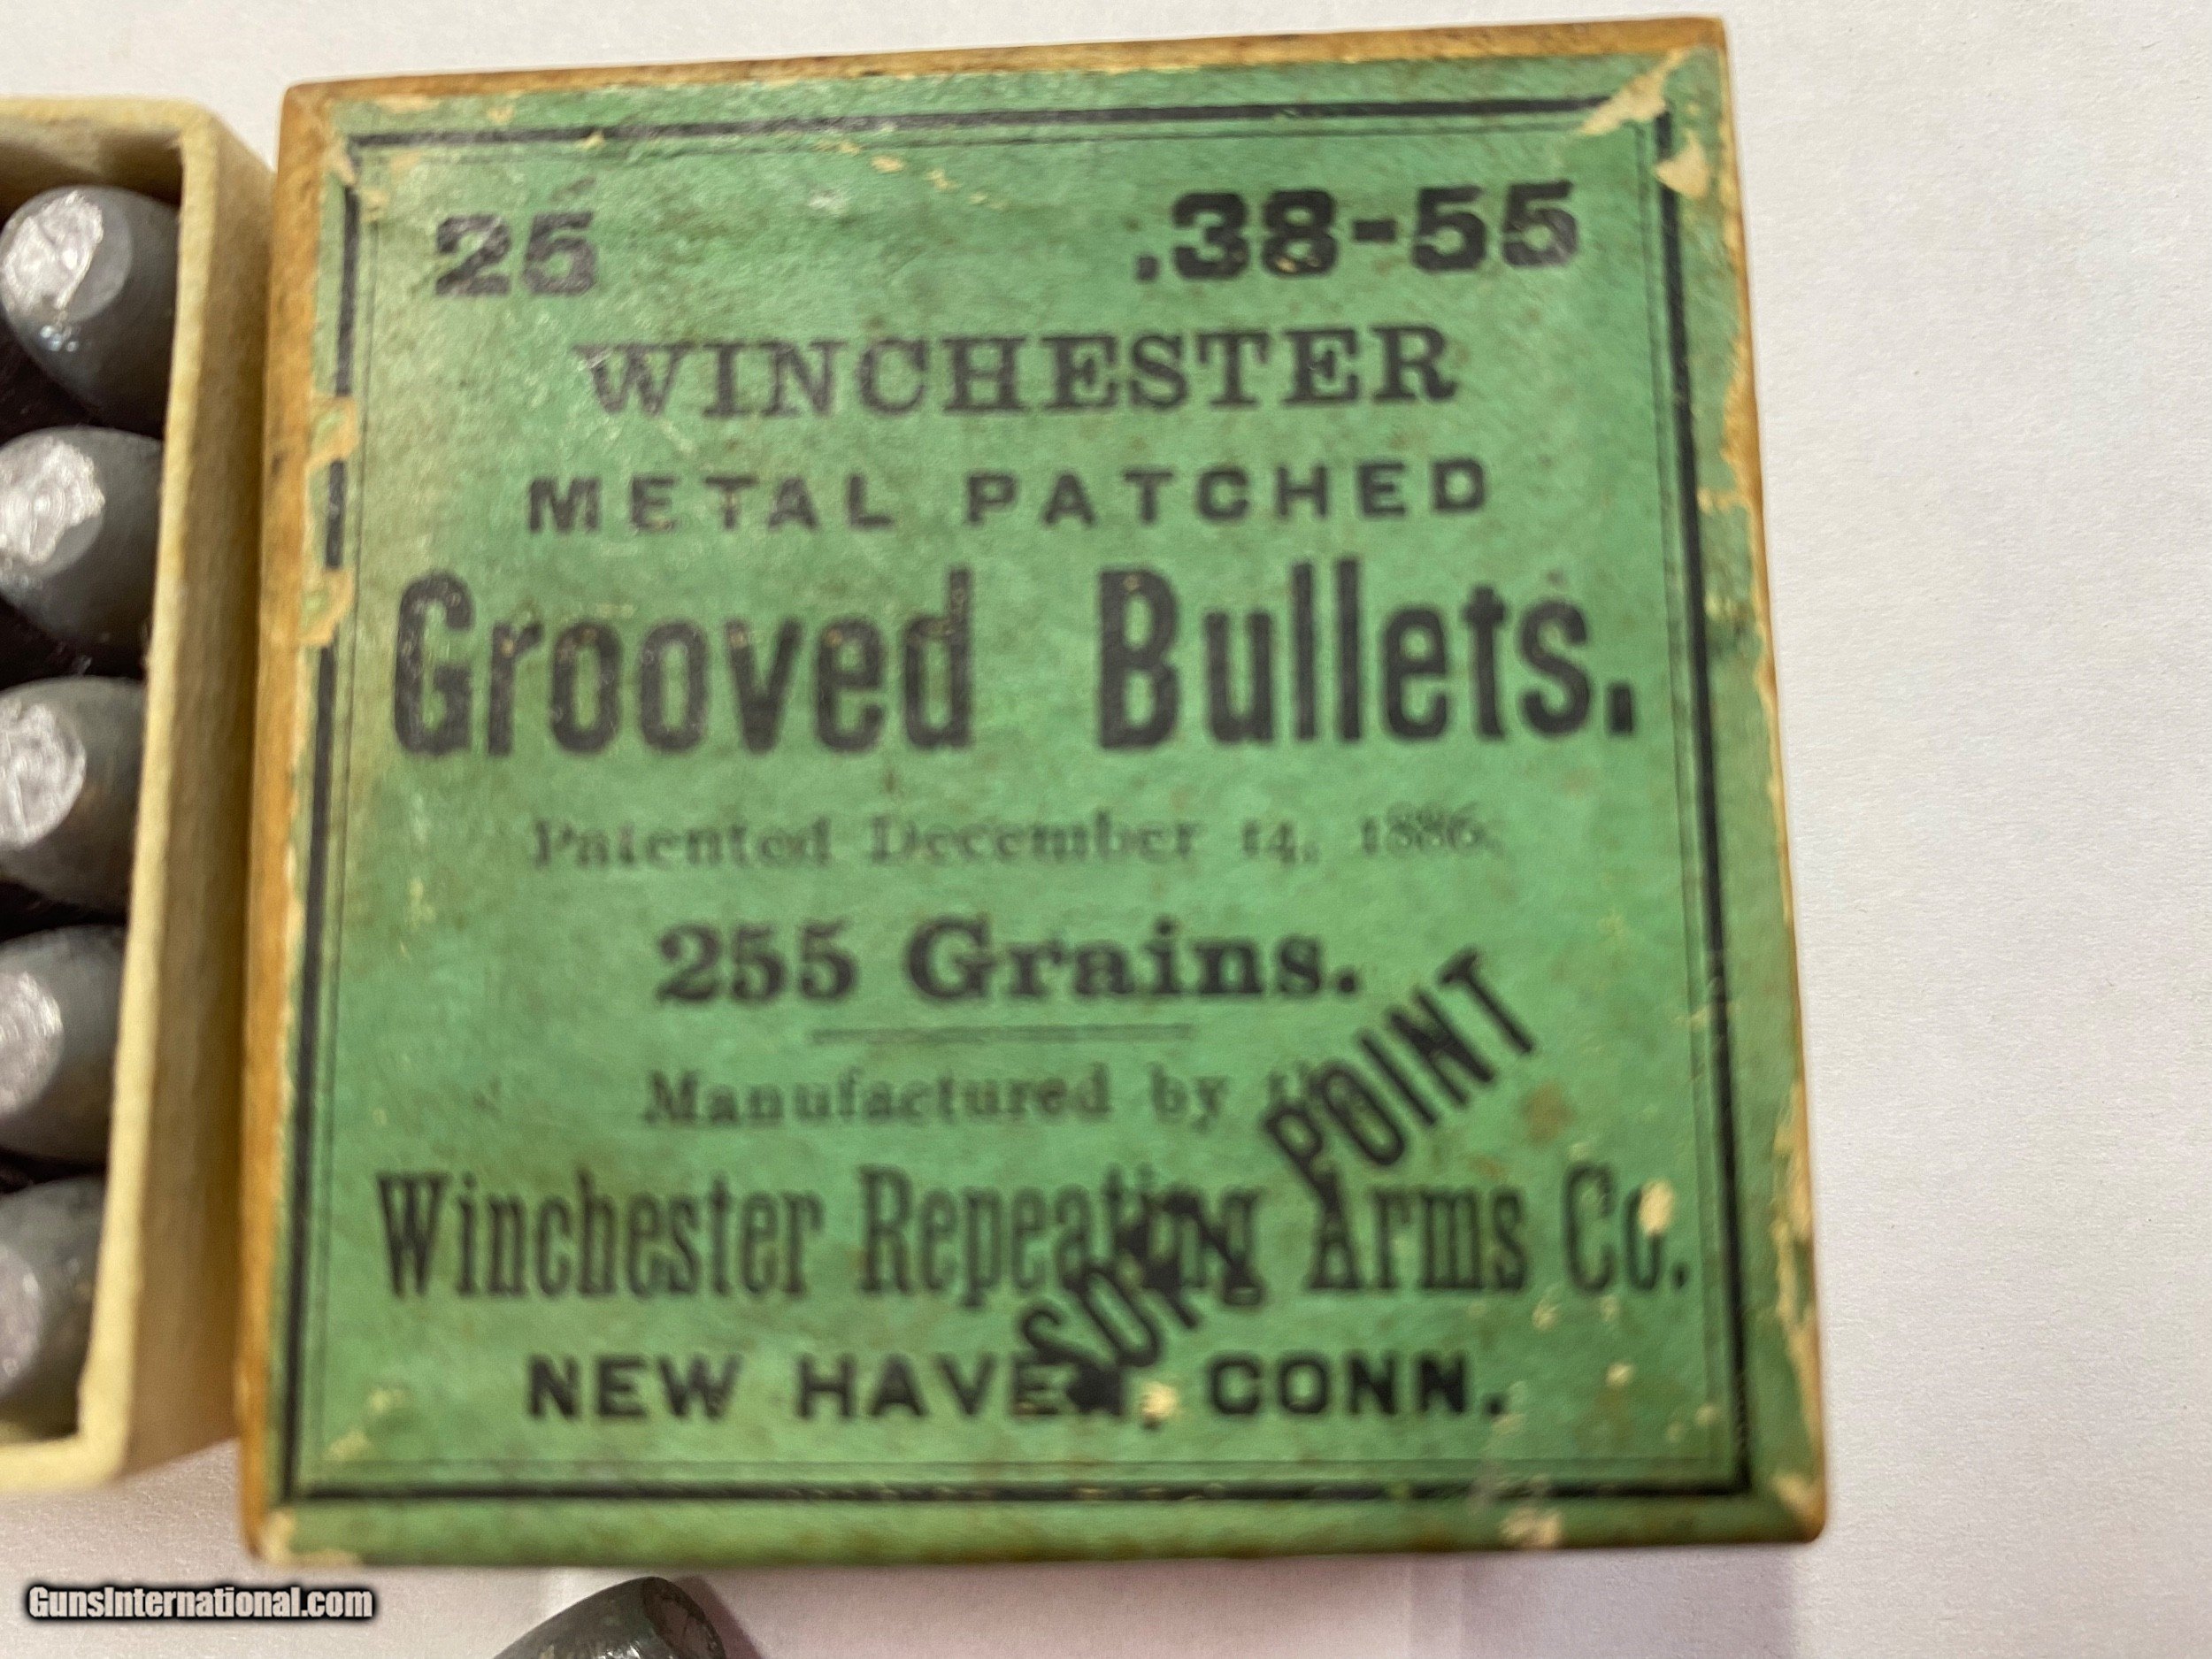 25 .38-55
WINCHESTER
METAL PATCHED
Grooved Bullets.
Patented December 14, 1886.
255 Grains.
Manufactured by the
Winchester Repeating Arms Co.
NEW HAVEN, CONN.
SOFT POINT
GunsInternational.com